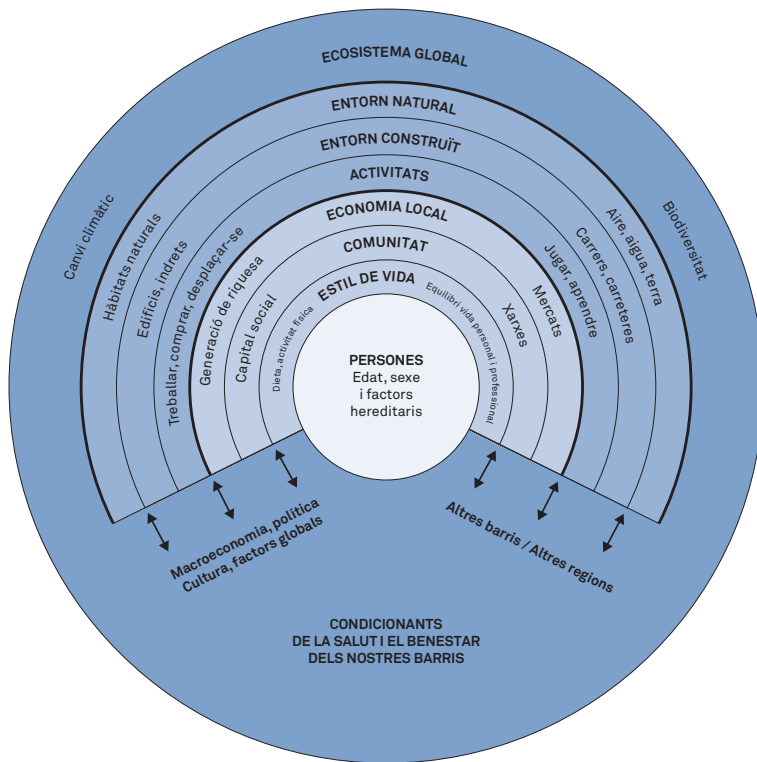 ECOSISTEMA GLOBAL
Canvi climàtic
Biodiversitat
ENTORN NATURAL
Hàbitats naturals
Aire, aigua, terra
ENTORN CONSTRUÏT
Edificis, indrets
Carrers, carreteres
ACTIVITATS
Treballar, comprar, desplaçar-se
Jugar, aprendre
ECONOMIA LOCAL
Generació de riquesa
Mercats
COMUNITAT
Capital social
Xarxes
ESTIL DE VIDA
Dieta, activitat física
Equilibri vida personal i professional
PERSONES
Edat, sexe
i factors
hereditaris
Macroeconomia, política
Cultura, factors globals
Altres barris / Altres regions
CONDICIONANTS
DE LA SALUT I EL BENESTAR
DELS NOSTRES BARRIS